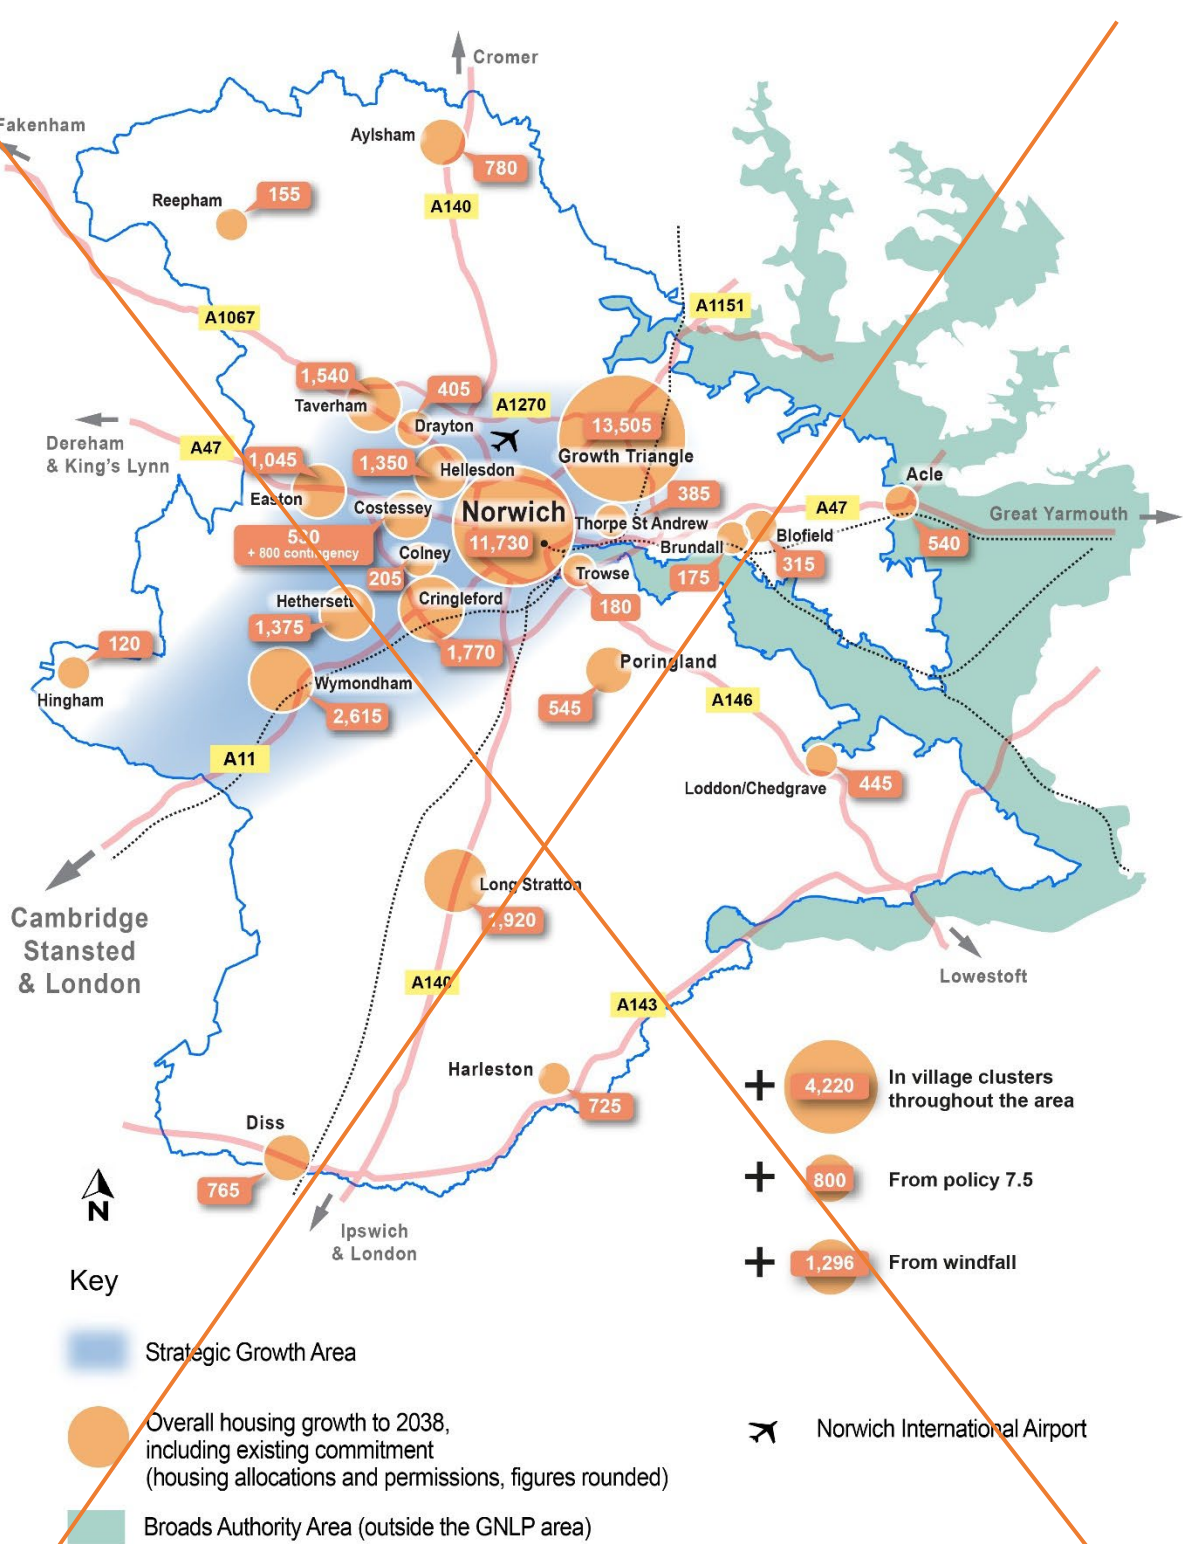 Cromer
Fakenham
Aylsham
780
Reepham
155
A140
A1067
A1151
1,540
Taverham
405
Drayton
A1270
13,505
Growth Triangle
Dereham
& King's Lynn
A47
1,045
Easton
1,350
Hellesdon
Costessey
Norwich
11,730
385
Thorpe St Andrew
A47
Acle
540
Great Yarmouth
Blofield
315
Brundall
175
+ 800 contingency
Colney
205
Trowse
180
Hethersett
1,375
Cringleford
1,770
120
Hingham
Wymondham
2,615
Poringland
545
A146
A11
Loddon/Chedgrave
445
Cambridge
Stansted
& London
Long Stratton
1,920
A140
A143
Lowestoft
Harleston
725
Diss
765
Ipswich
& London
N
+ 4,220 In village clusters
throughout the area
+ 800 From policy 7.5
+ 1,296 From windfall
Key
Strategic Growth Area
Overall housing growth to 2038,
including existing commitment
(housing allocations and permissions, figures rounded)
Norwich International Airport
Broads Authority Area (outside the GNLP area)